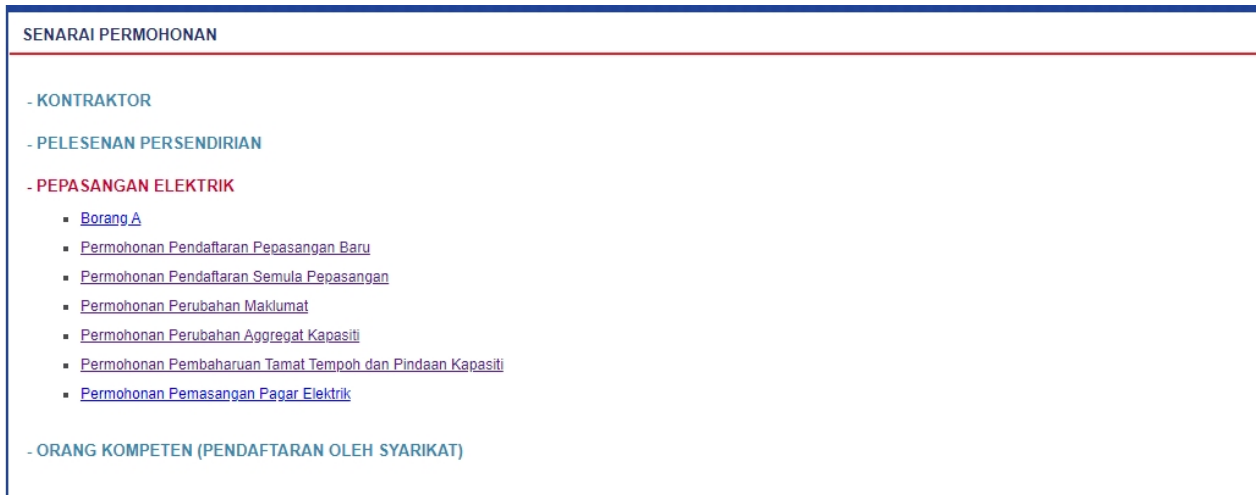 SENARAI PERMOHONAN
- KONTRAKTOR
- PELESENAN PERSENDIRIAN
- PEPASANGAN ELEKTRIK
Borang A
Permohonan Pendaftaran Pepasangan Baru
Permohonan Pendaftaran Semula Pepasangan
Permohonan Perubahan Maklumat
Permohonan Perubahan Aggregat Kapasiti
Permohonan Pembaharuan Tamat Tempoh dan Pindaan Kapasiti
Permohonan Pemasangan Pagar Elektrik
- ORANG KOMPETEN (PENDAFTARAN OLEH SYARIKAT)